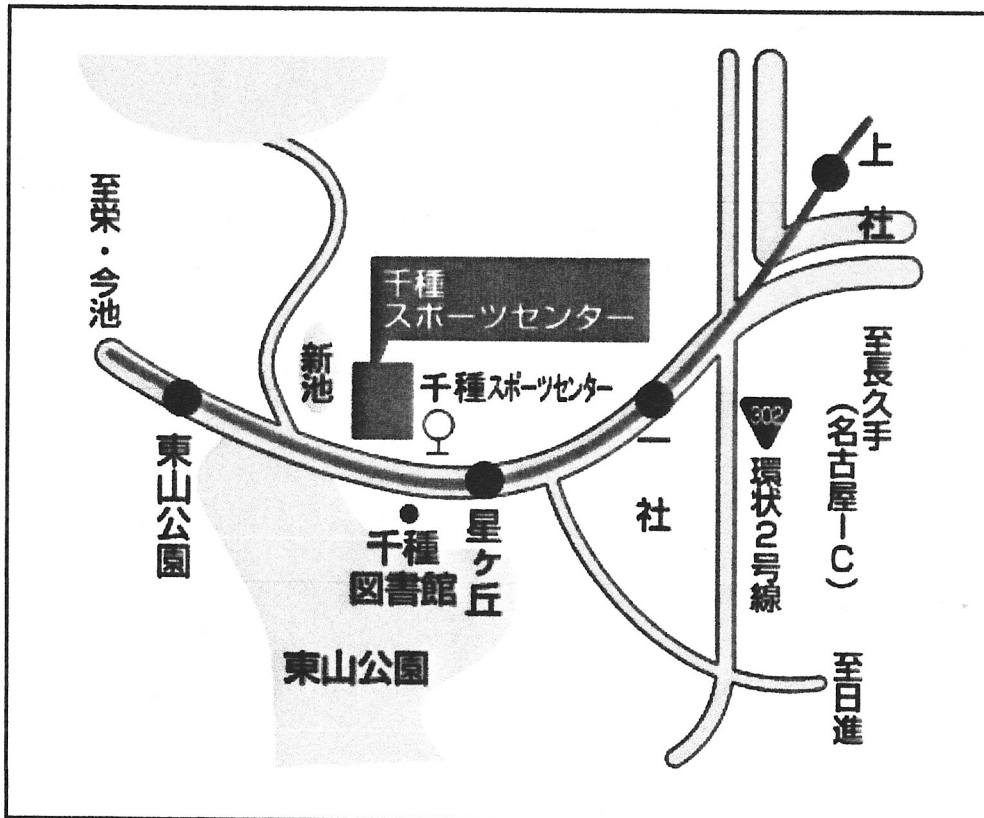 上社
至栄・今池
千種
スポーツセンター
新池
千種スポーツセンター
至長久手
(名古屋IC)
302
環状2号線
一社
東山公園
星ヶ丘
千種
図書館
東山公園
至日進